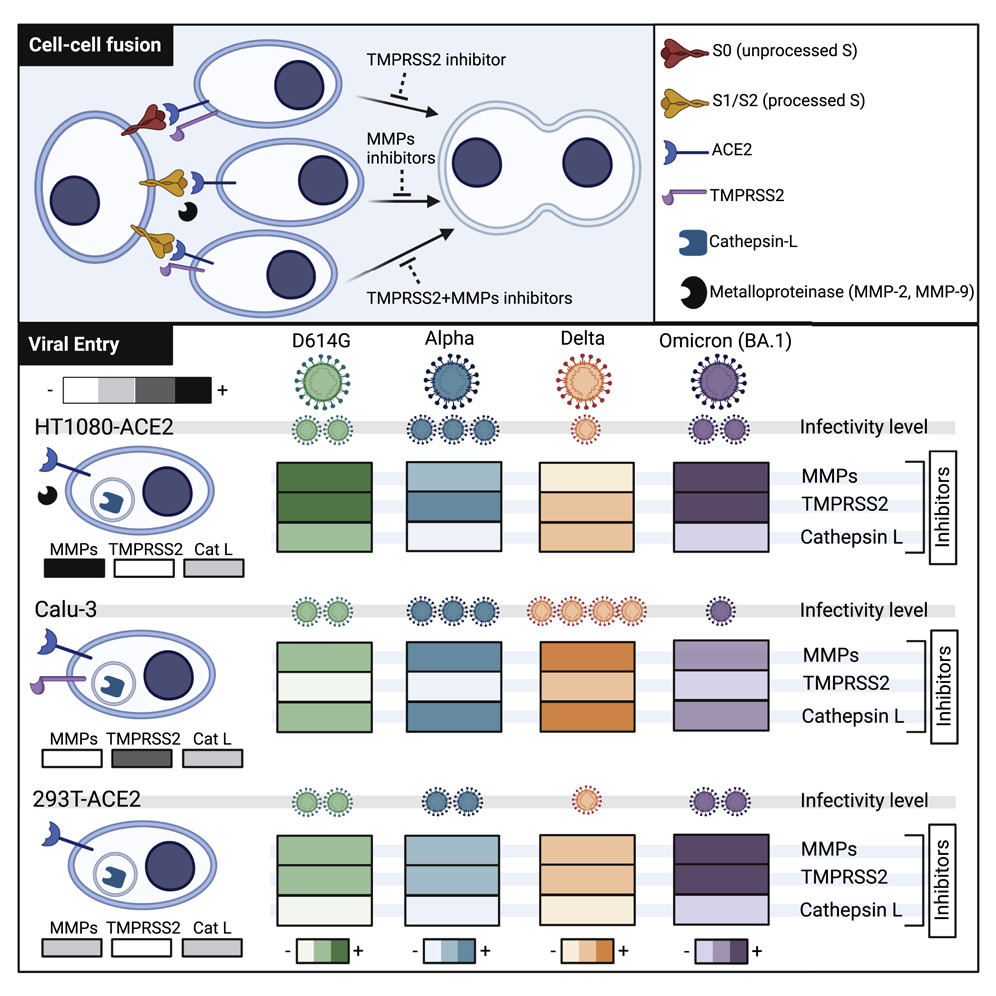 Cell-cell fusion
TMPRSS2 inhibitor
MMPs
inhibitors
TMPRSS2+MMPs inhibitors
S0 (unprocessed S)
S1/S2 (processed S)
ACE2
TMPRSS2
Cathepsin-L
Metalloproteinase (MMP-2, MMP-9)
Viral Entry
- +
D614G Alpha Delta Omicron (BA.1)
HT1080-ACE2
Infectivity level
MMPs
TMPRSS2
Cathepsin L
Inhibitors
MMPs TMPRSS2 Cat L
Calu-3
Infectivity level
MMPs
TMPRSS2
Cathepsin L
Inhibitors
MMPs TMPRSS2 Cat L
293T-ACE2
Infectivity level
MMPs
TMPRSS2
Cathepsin L
Inhibitors
MMPs TMPRSS2 Cat L
- + - + - + - +